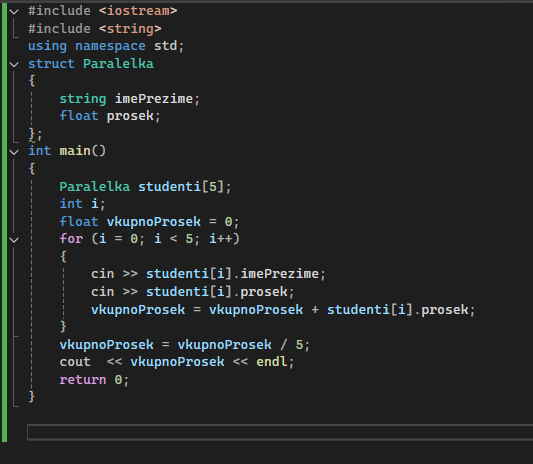 #include <iostream>
#include <string>
using namespace std;
struct Paralelka
{
    string imePrezime;
    float prosek;
};
int main()
{
    Paralelka studenti[5];
    int i;
    float vkupnoProsek = 0;
    for (i = 0; i < 5; i++)
    {
        cin >> studenti[i].imePrezime;
        cin >> studenti[i].prosek;
        vkupnoProsek = vkupnoProsek + studenti[i].prosek;
    }
    vkupnoProsek = vkupnoProsek / 5;
    cout  << vkupnoProsek << endl;
    return 0;
}